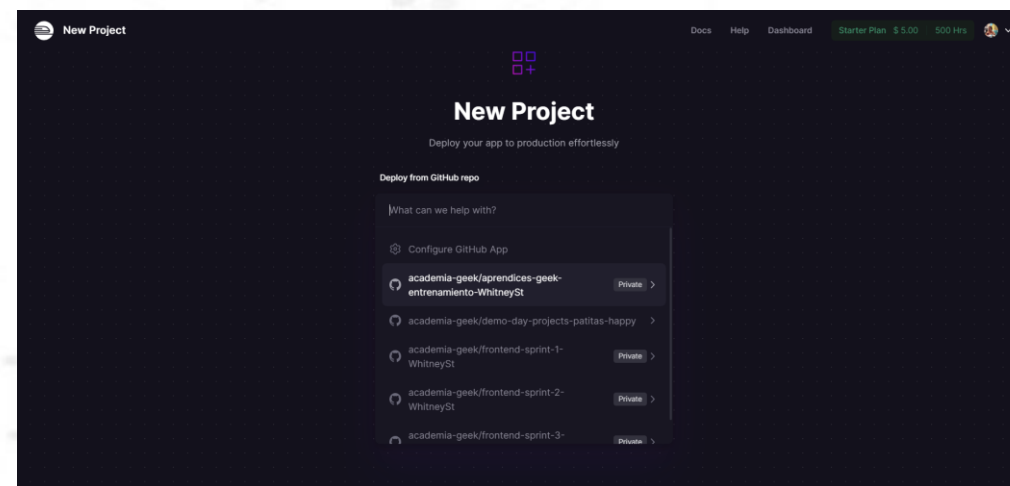 New Project
Docs Help Dashboard Starter Plan $ 5.00 500 Hrs
New Project
Deploy your app to production effortlessly
Deploy from GitHub repo
What can we help with?
Configure GitHub App
academia-geek/aprendices-geek-
entrenamiento-WhitneySt
Private
academia-geek/demo-day-projects-patitas-happy
academia-geek/frontend-sprint-1-
WhitneySt
Private
academia-geek/frontend-sprint-2-
WhitneySt
Private
academia-geek/frontend-sprint-3-
Private